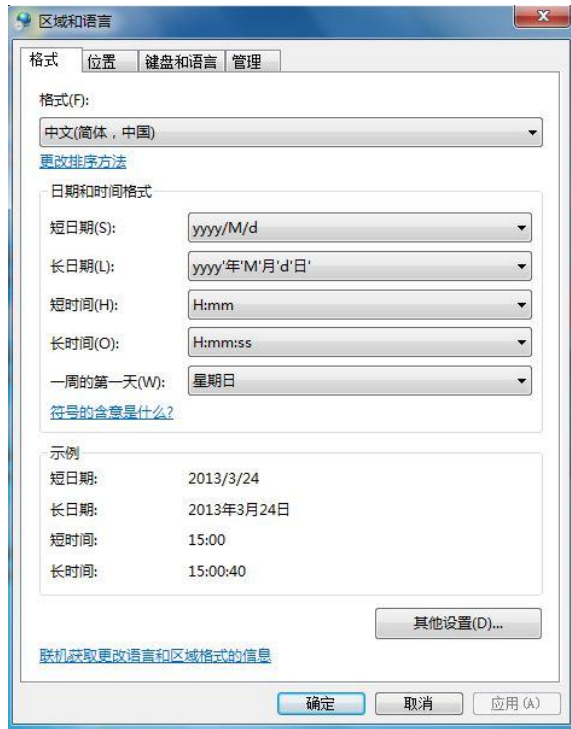 区域和语言
格式 位置 键盘和语言 管理
格式(F):
中文(简体，中国)
更改排序方法
日期和时间格式
短日期(S): yyyy/M/d
长日期(L): yyyy'年'M'月'd'日'
短时间(H): H:mm
长时间(O): H:mm:ss
一周的第一天(W): 星期日
符号的含意是什么?
示例
短日期: 2013/3/24
长日期: 2013年3月24日
短时间: 15:00
长时间: 15:00:40
其他设置(D)...
联机获取更改语言和区域格式的信息
确定 取消 应用(A)